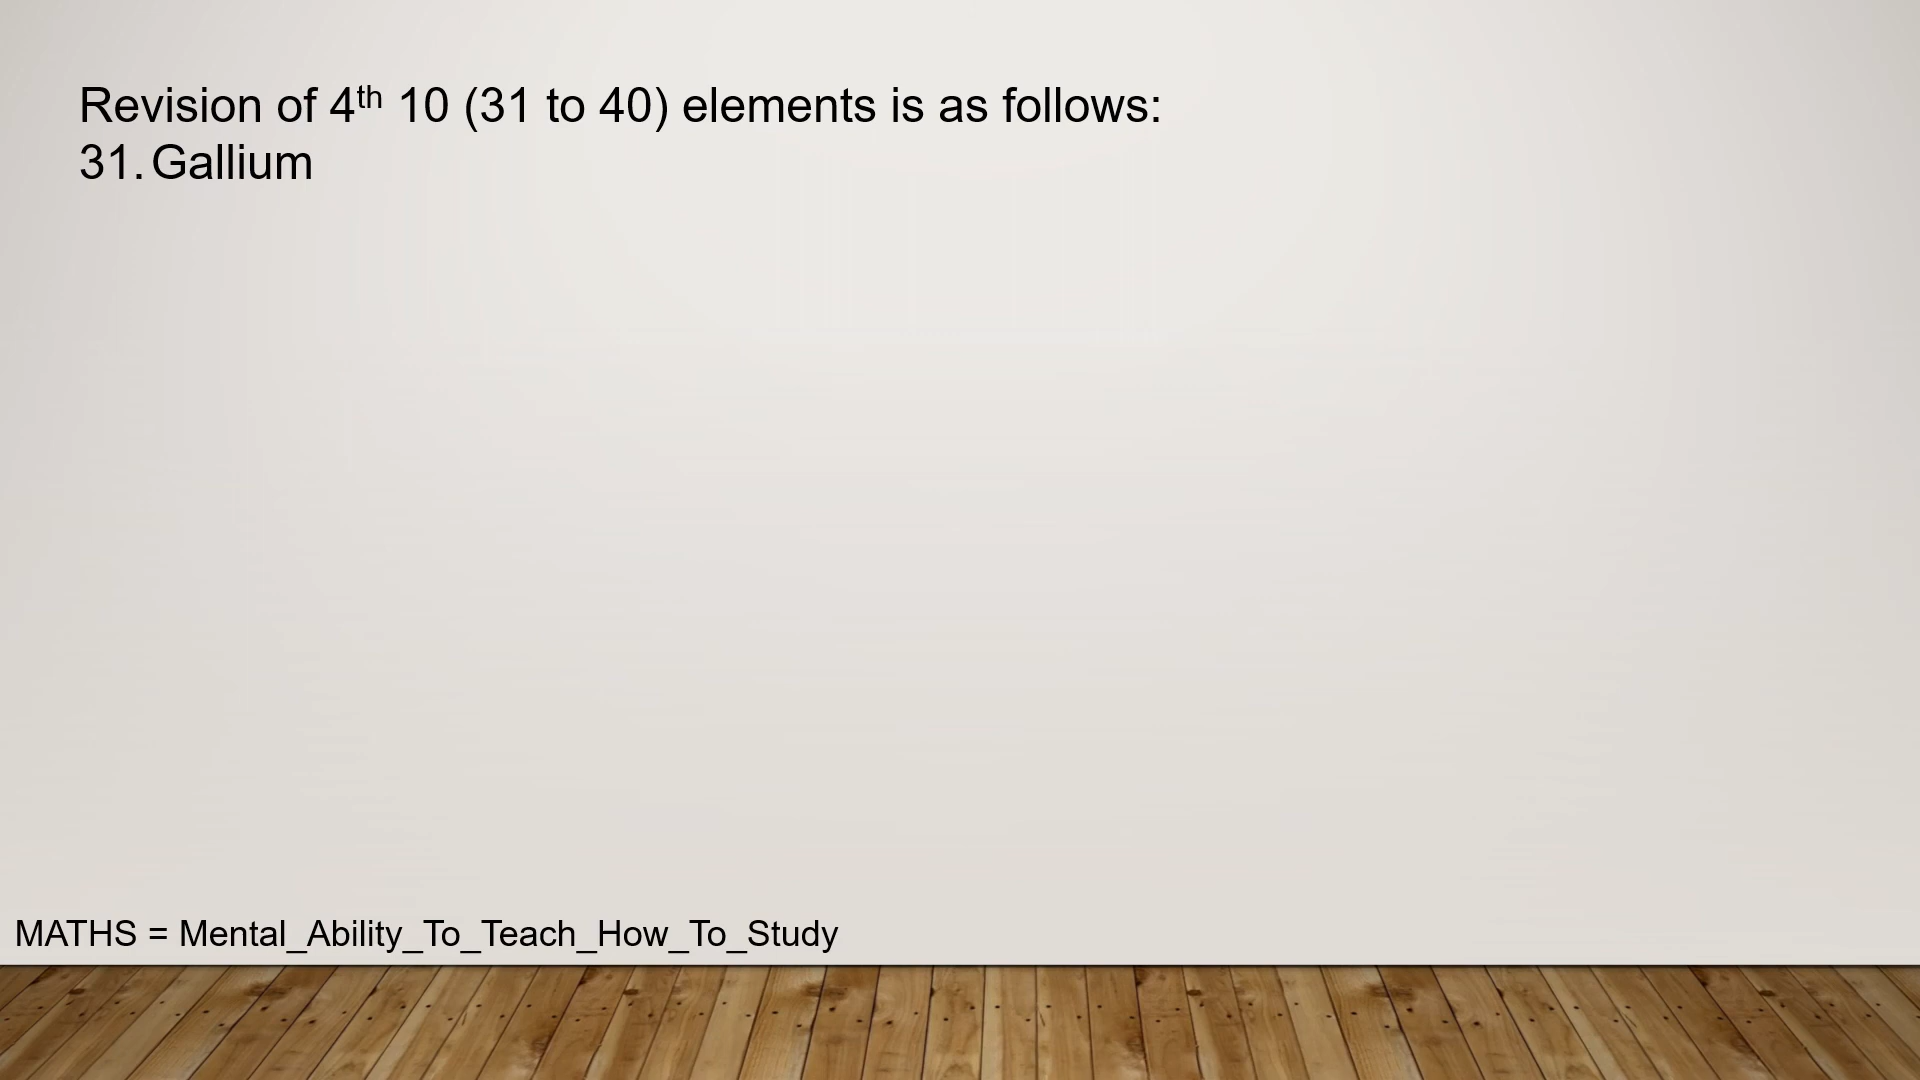 Revision of 4th 10 (31 to 40) elements is as follows:
31. Gallium
MATHS = Mental_Ability_To_Teach_How_To_Study